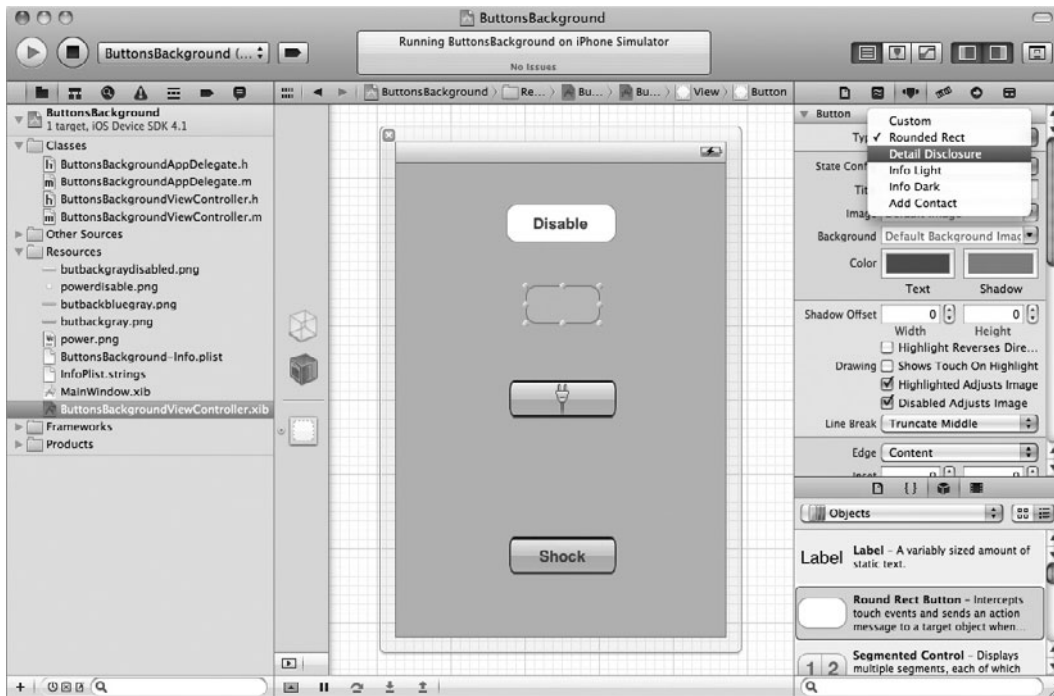 ButtonsBackground
ButtonsBackground (...
Running ButtonsBackground on iPhone Simulator
No Issues
ButtonsBackground
Re...
Bu...
Bu...
View
Button
ButtonsBackground
1 target, iOS Device SDK 4.1
Classes
ButtonsBackgroundAppDelegate.h
ButtonsBackgroundAppDelegate.m
ButtonsBackgroundViewController.h
ButtonsBackgroundViewController.m
Other Sources
Resources
butbackgraydisabled.png
powerdisable.png
butbackbluegray.png
butbackgray.png
power.png
ButtonsBackground-Info.plist
InfoPlist.strings
MainWindow.xib
ButtonsBackgroundViewController.xib
Frameworks
Products
Disable
Shock
Button
Custom
Rounded Rect
Detail Disclosure
Info Light
Info Dark
Add Contact
State Conf
Image
Background Default Background Imag
Color
Text Shadow
Shadow Offset 0 0
Width Height
Highlight Reverses Dire...
Drawing Shows Touch On Highlight
Highlighted Adjusts Image
Disabled Adjusts Image
Line Break Truncate Middle
Edge Content
Objects
Label Label - A variably sized amount of
static text.
Round Rect Button - Intercepts
touch events and sends an action
message to a target object when...
1 2 Segmented Control - Displays
multiple segments, each of which